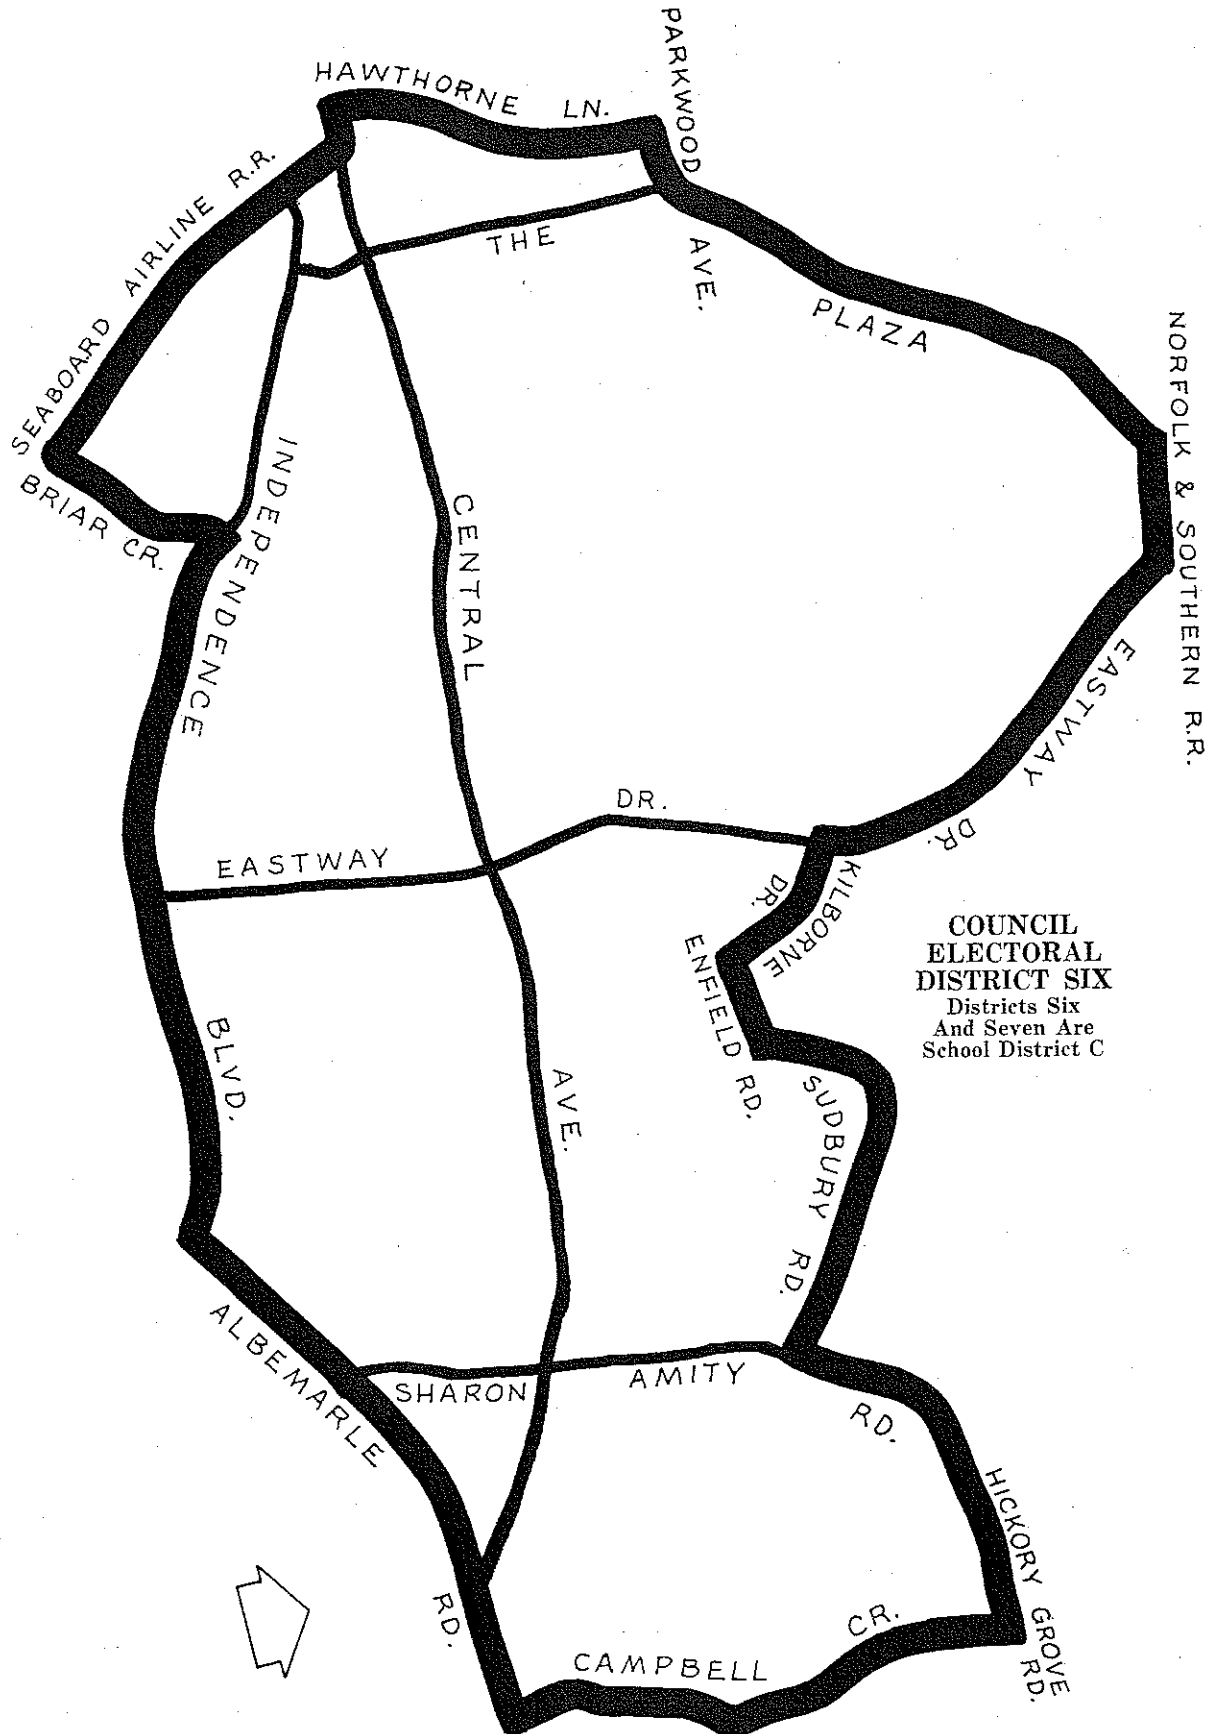 HAWTHORNE LN.
PARKWOOD AVE.
SEABOARD AIRLINE R.R.
THE PLAZA
NORFOLK & SOUTHERN R.R.
BRIAR CR.
INDEPENDENCE BLVD.
CENTRAL AVE.
EASTWAY DR.
EASTWAY DR.
KILBORNE DR.
ENFIELD RD.
COUNCIL
ELECTORAL
DISTRICT SIX
Districts Six
And Seven Are
School District C
SUDBURY RD.
ALBEMARLE RD.
SHARON AMITY RD.
HICKORY GROVE RD.
CAMPBELL CR.